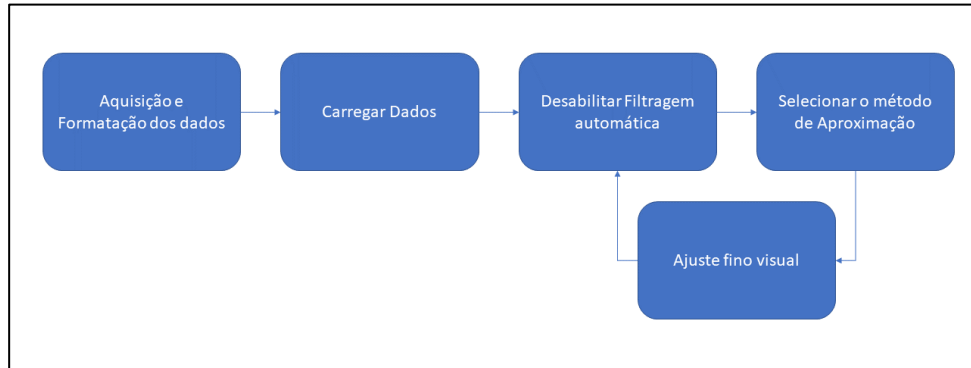 Aquisição e
Formatação dos dados
Carregar Dados
Desabilitar Filtragem
automática
Selecionar o método
de Aproximação
Ajuste fino visual